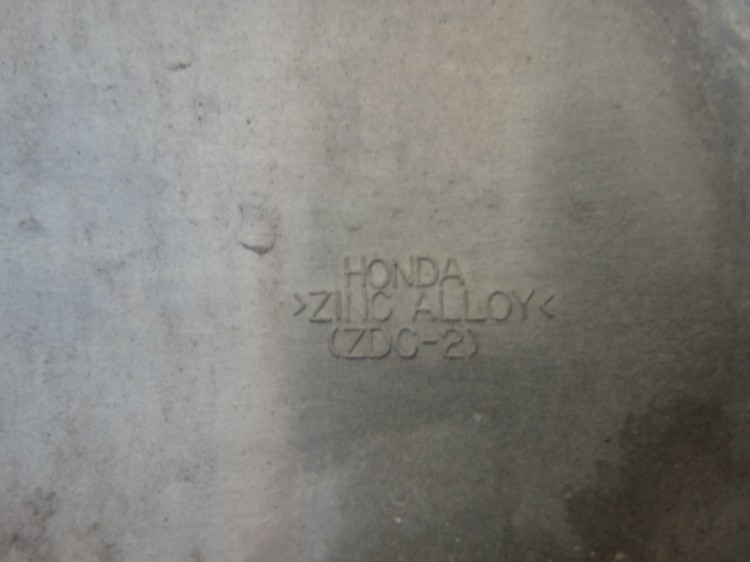 HONDA
>ZINC ALLOY<
(ZDC-2)